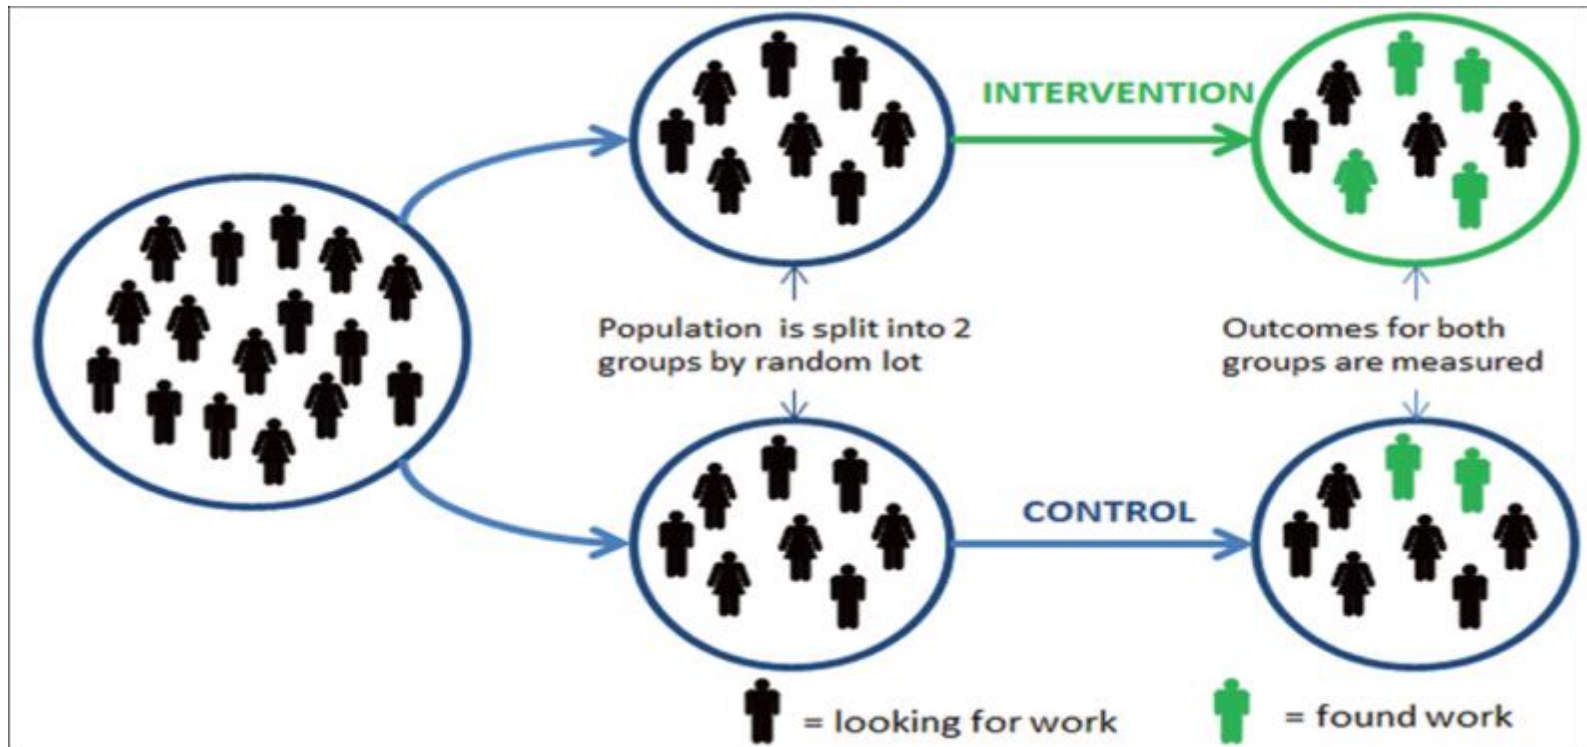 INTERVENTION
Population is split into 2
groups by random lot
Outcomes for both
groups are measured
CONTROL
= looking for work
= found work